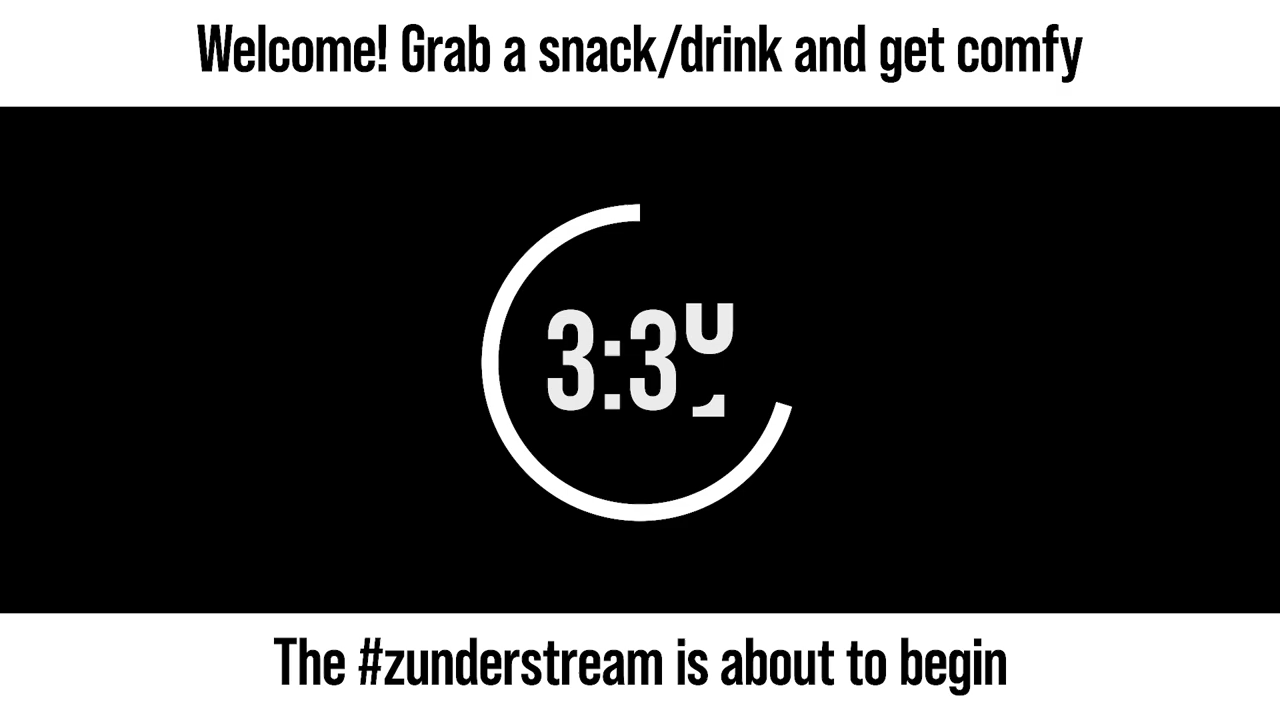 Welcome! Grab a snack/drink and get comfy
3:3
The #zunderstream is about to begin